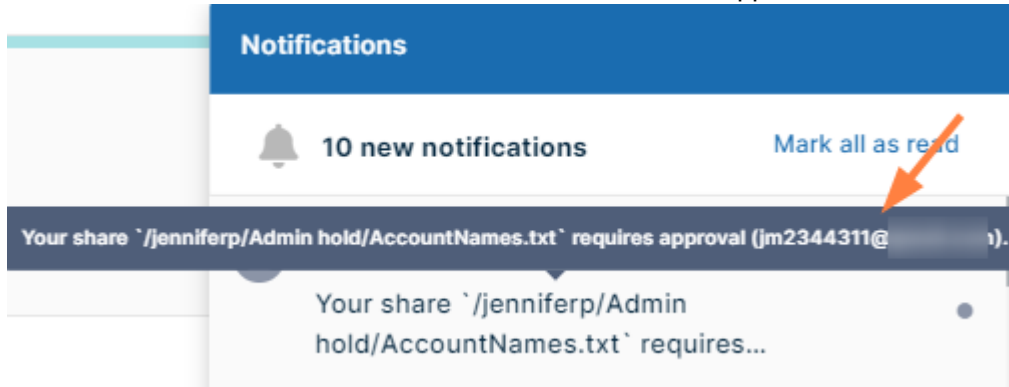 Notifications
10 new notifications
Mark all as read
Your share `/jenniferp/Admin hold/AccountNames.txt` requires approval (jm2344311@ ).
Your share `/jenniferp/Admin
hold/AccountNames.txt` requires...